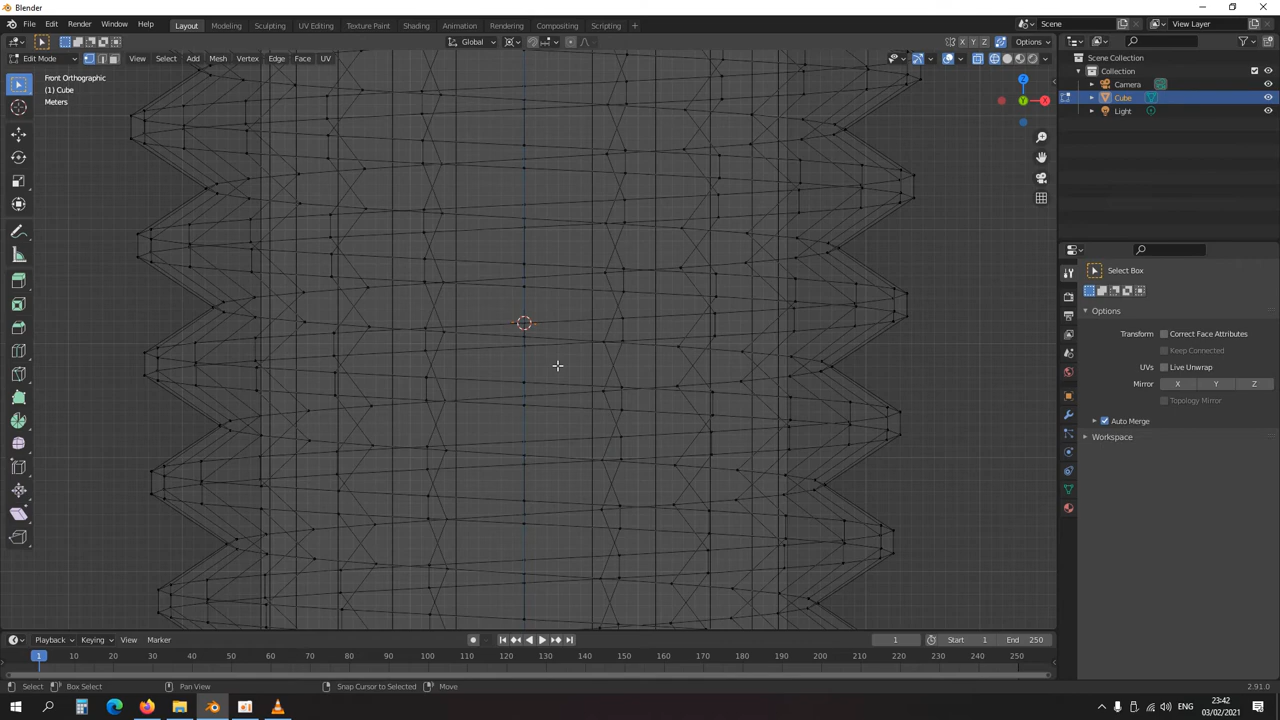 Blender
File Edit Render Window Help Layout Modeling Sculpting UV Editing Texture Paint Shading Animation Rendering Compositing Scripting Scene View Layer
Global X Y Z Options
Edit Mode View Select Add Mesh Vertex Edge Face UV
Front Orthographic
(1) Cube
Meters
Z
Y
X
Scene Collection
Collection
Camera
Cube
Light
Select Box
Options
Transform Correct Face Attributes
Keep Connected
UVs Live Unwrap
Mirror X Y Z
Topology Mirror
Auto Merge
Workspace
Playback Keying View Marker 1 Start 1 End 250
1 10 20 30 40 50 60 70 80 90 100 110 120 130 140 150 160 170 180 190 200 210 220 230 240 250
Select Box Select Pan View Snap Cursor to Selected Move 2.91.0
ENG
23:42
03/02/2021